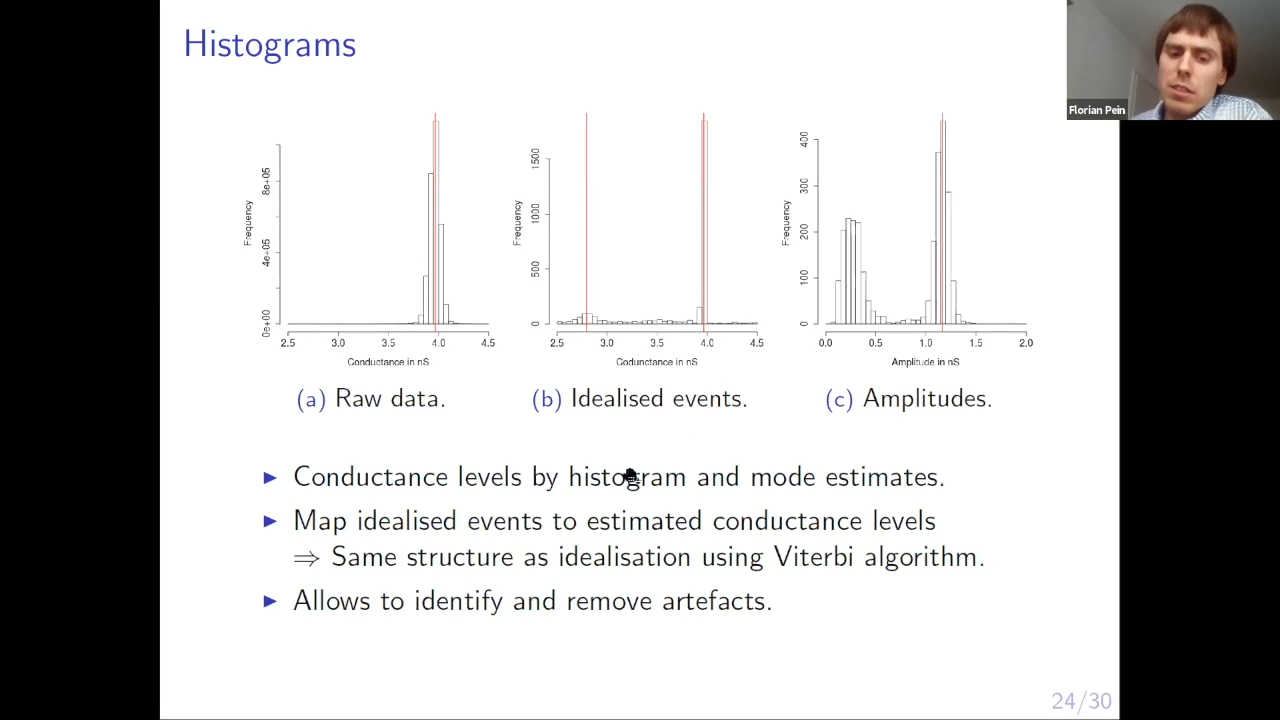 Histograms
Florian Pein
Frequency
0e+00 4e+05 8e+05
2.5 3.0 3.5 4.0 4.5
Conductance in nS
Frequency
0 500 1000 1500
2.5 3.0 3.5 4.0 4.5
Codunctance in nS
Frequency
0 100 200 300 400
0.0 0.5 1.0 1.5 2.0
Amplitude in nS
(a) Raw data.
(b) Idealised events.
(c) Amplitudes.
Conductance levels by histogram and mode estimates.
Map idealised events to estimated conductance levels
⇒ Same structure as idealisation using Viterbi algorithm.
Allows to identify and remove artefacts.
24/30